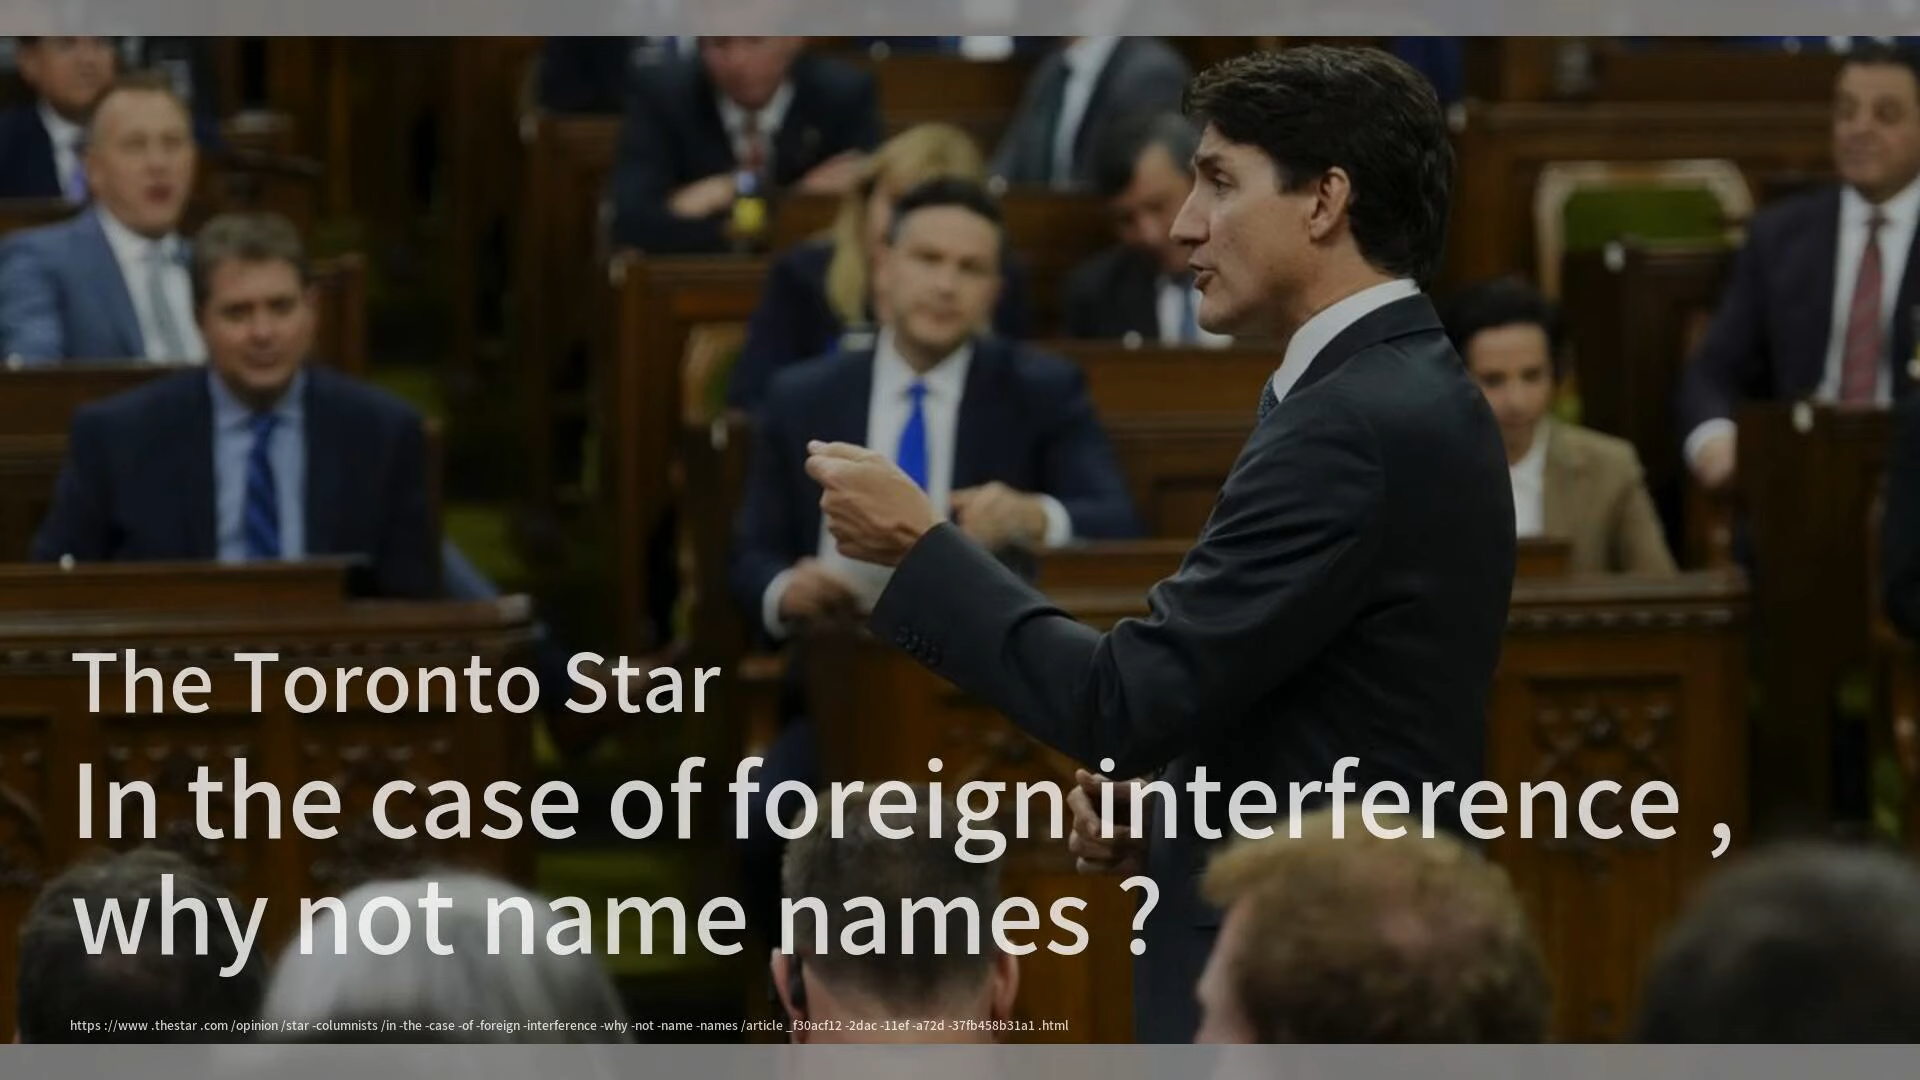 The Toronto Star
In the case of foreign interference ,
why not name names ?
https ://www .thestar .com /opinion /star -columnists /in -the -case -of -foreign -interference -why -not -name -names /article _f30acf12 -2dac -11ef -a72d -37fb458b31a1 .html